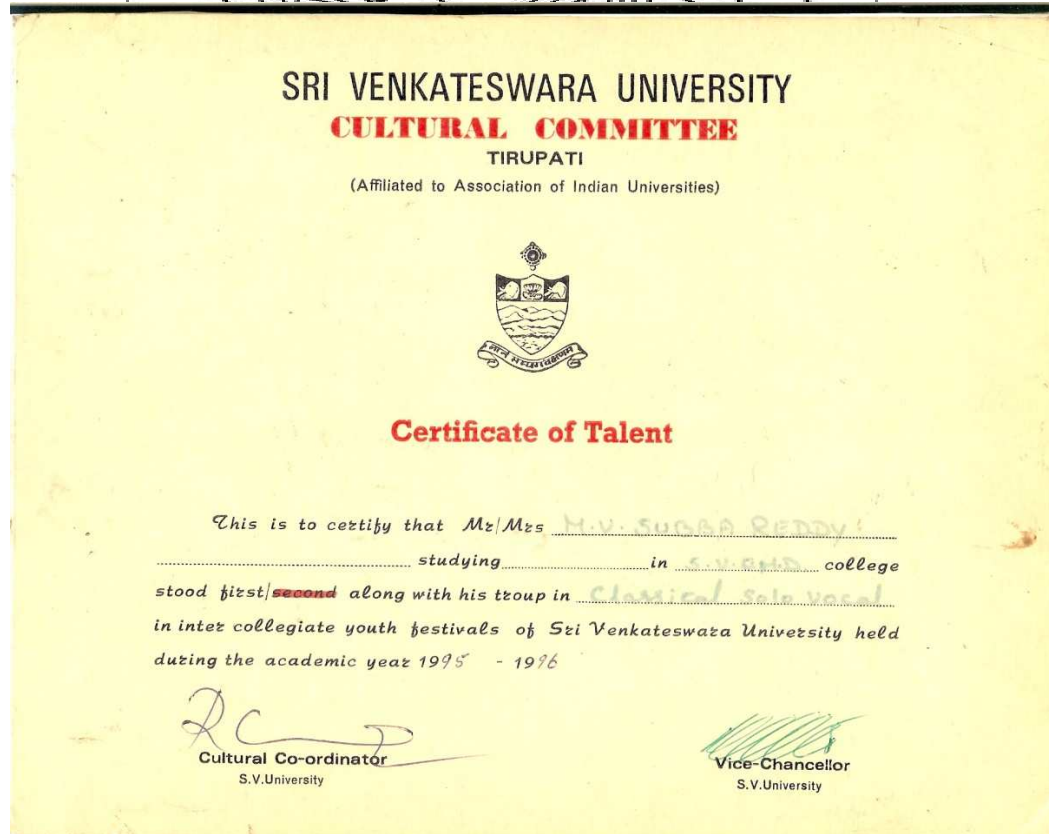 SRI VENKATESWARA UNIVERSITY
CULTURAL COMMITTEE
TIRUPATI
(Affiliated to Association of Indian Universities)
Certificate of Talent
This is to certify that Mr/Mrs M.V. SUBBA REDDY
studying in college
stood first/second along with his troup in Classical Solo Vocal
in inter collegiate youth festivals of Sri Venkateswara University held
during the academic year 1995 - 1996
Cultural Co-ordinator
S.V.University
Vice-Chancellor
S.V.University